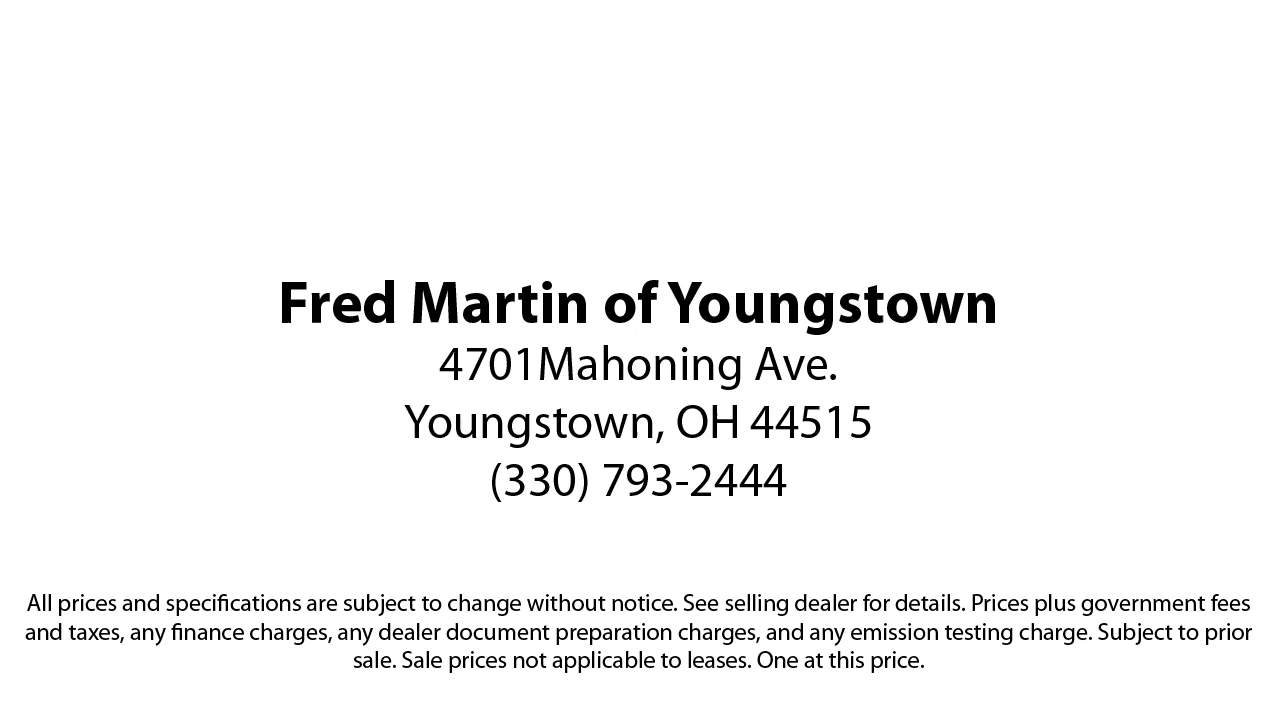 Fred Martin of Youngstown
4701Mahoning Ave.
Youngstown, OH 44515
(330) 793-2444
All prices and specifications are subject to change without notice. See selling dealer for details. Prices plus government fees
and taxes, any finance charges, any dealer document preparation charges, and any emission testing charge. Subject to prior
sale. Sale prices not applicable to leases. One at this price.